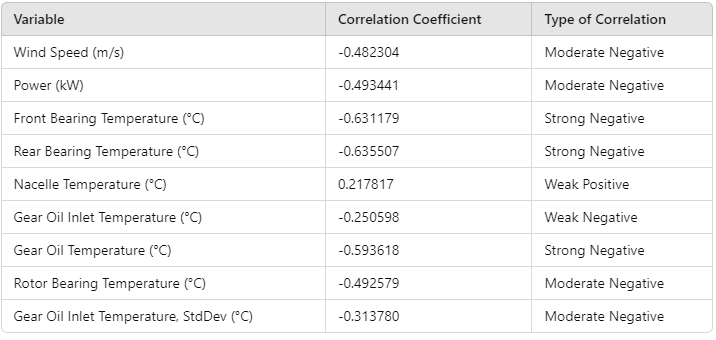 Variable Correlation Coefficient Type of Correlation
Wind Speed (m/s) -0.482304 Moderate Negative
Power (kW) -0.493441 Moderate Negative
Front Bearing Temperature (°C) -0.631179 Strong Negative
Rear Bearing Temperature (°C) -0.635507 Strong Negative
Nacelle Temperature (°C) 0.217817 Weak Positive
Gear Oil Inlet Temperature (°C) -0.250598 Weak Negative
Gear Oil Temperature (°C) -0.593618 Strong Negative
Rotor Bearing Temperature (°C) -0.492579 Moderate Negative
Gear Oil Inlet Temperature, StdDev (°C) -0.313780 Moderate Negative